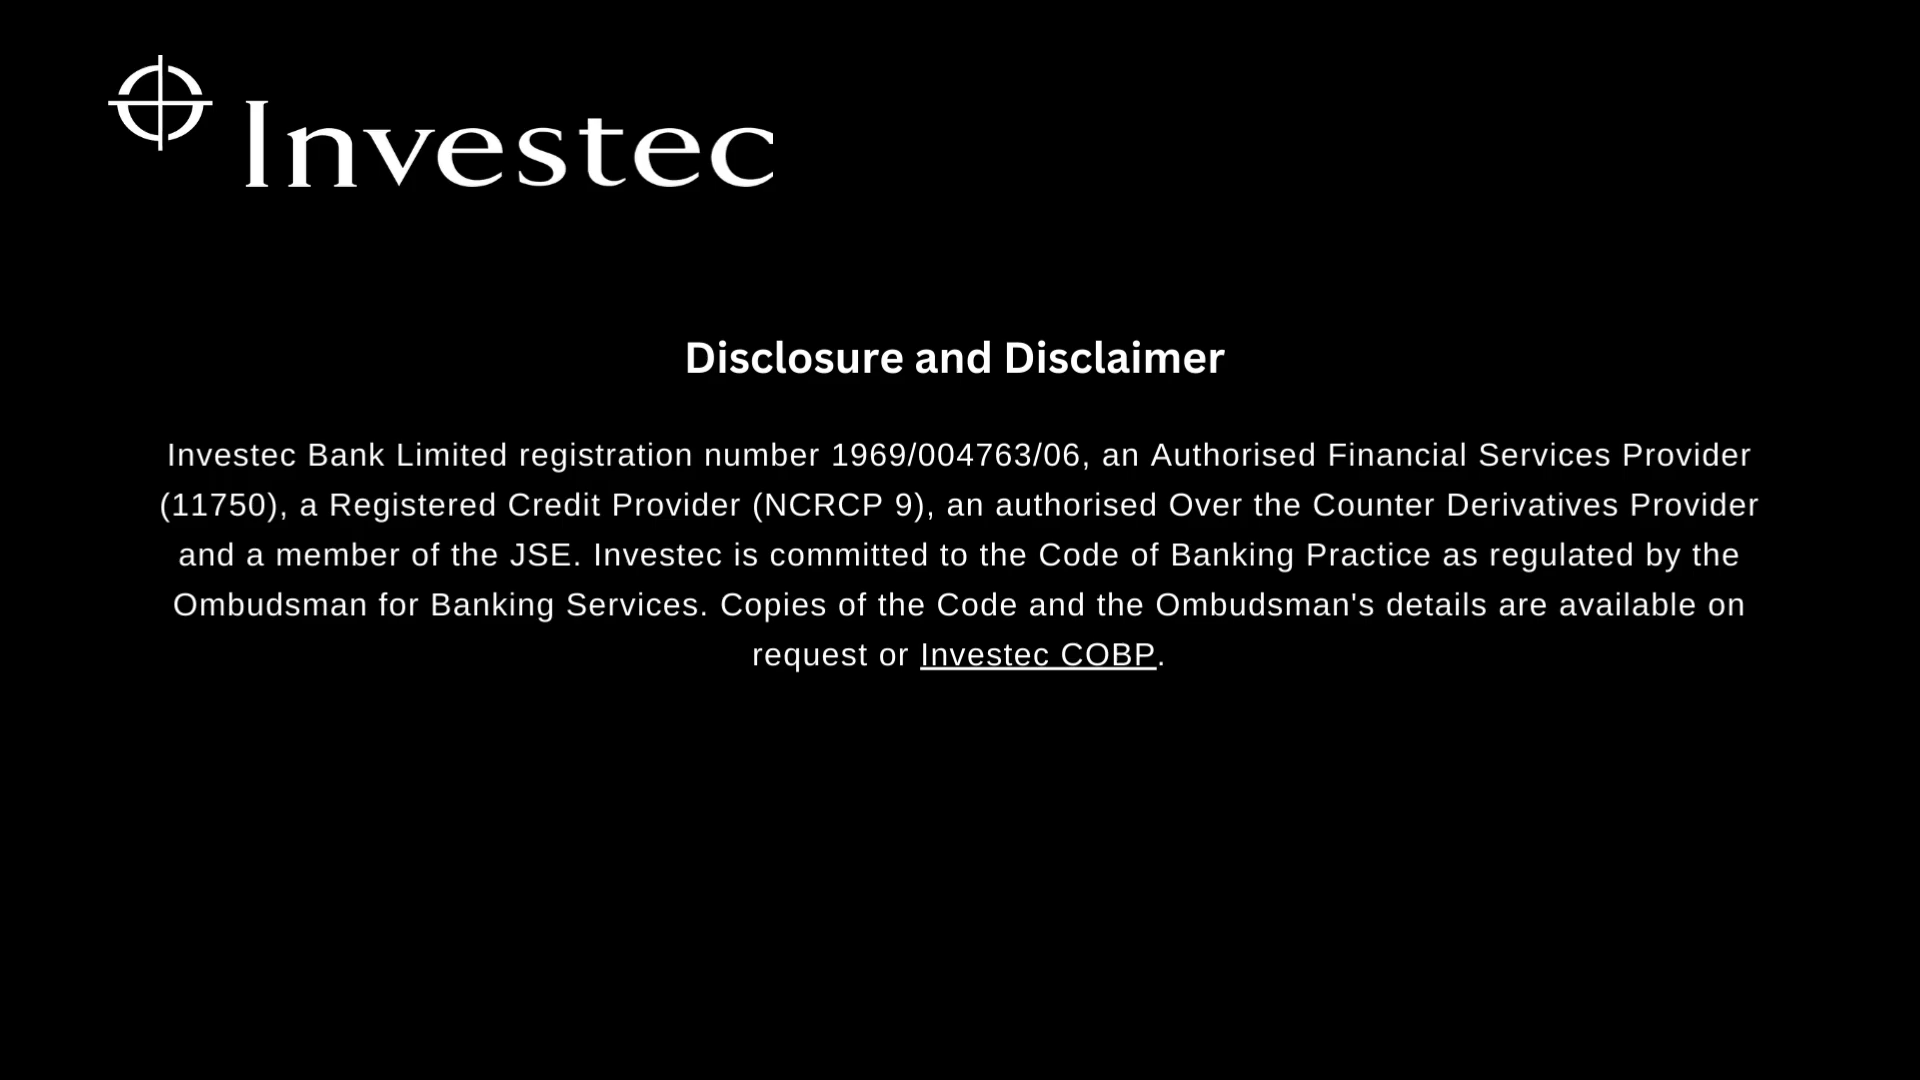 Investec
Disclosure and Disclaimer
Investec Bank Limited registration number 1969/004763/06, an Authorised Financial Services Provider
(11750), a Registered Credit Provider (NCRCP 9), an authorised Over the Counter Derivatives Provider
and a member of the JSE. Investec is committed to the Code of Banking Practice as regulated by the
Ombudsman for Banking Services. Copies of the Code and the Ombudsman's details are available on
request or Investec COBP.